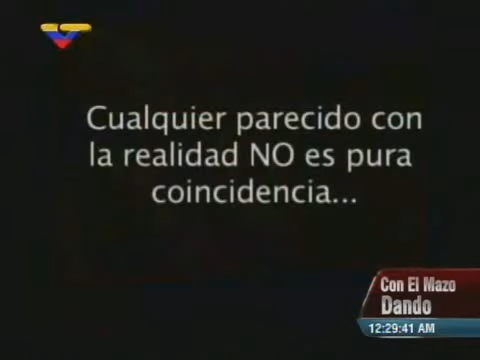 Cualquier parecido con
la realidad NO es pura
coincidencia...
Con El Mazo
Dando
12:29:41 AM